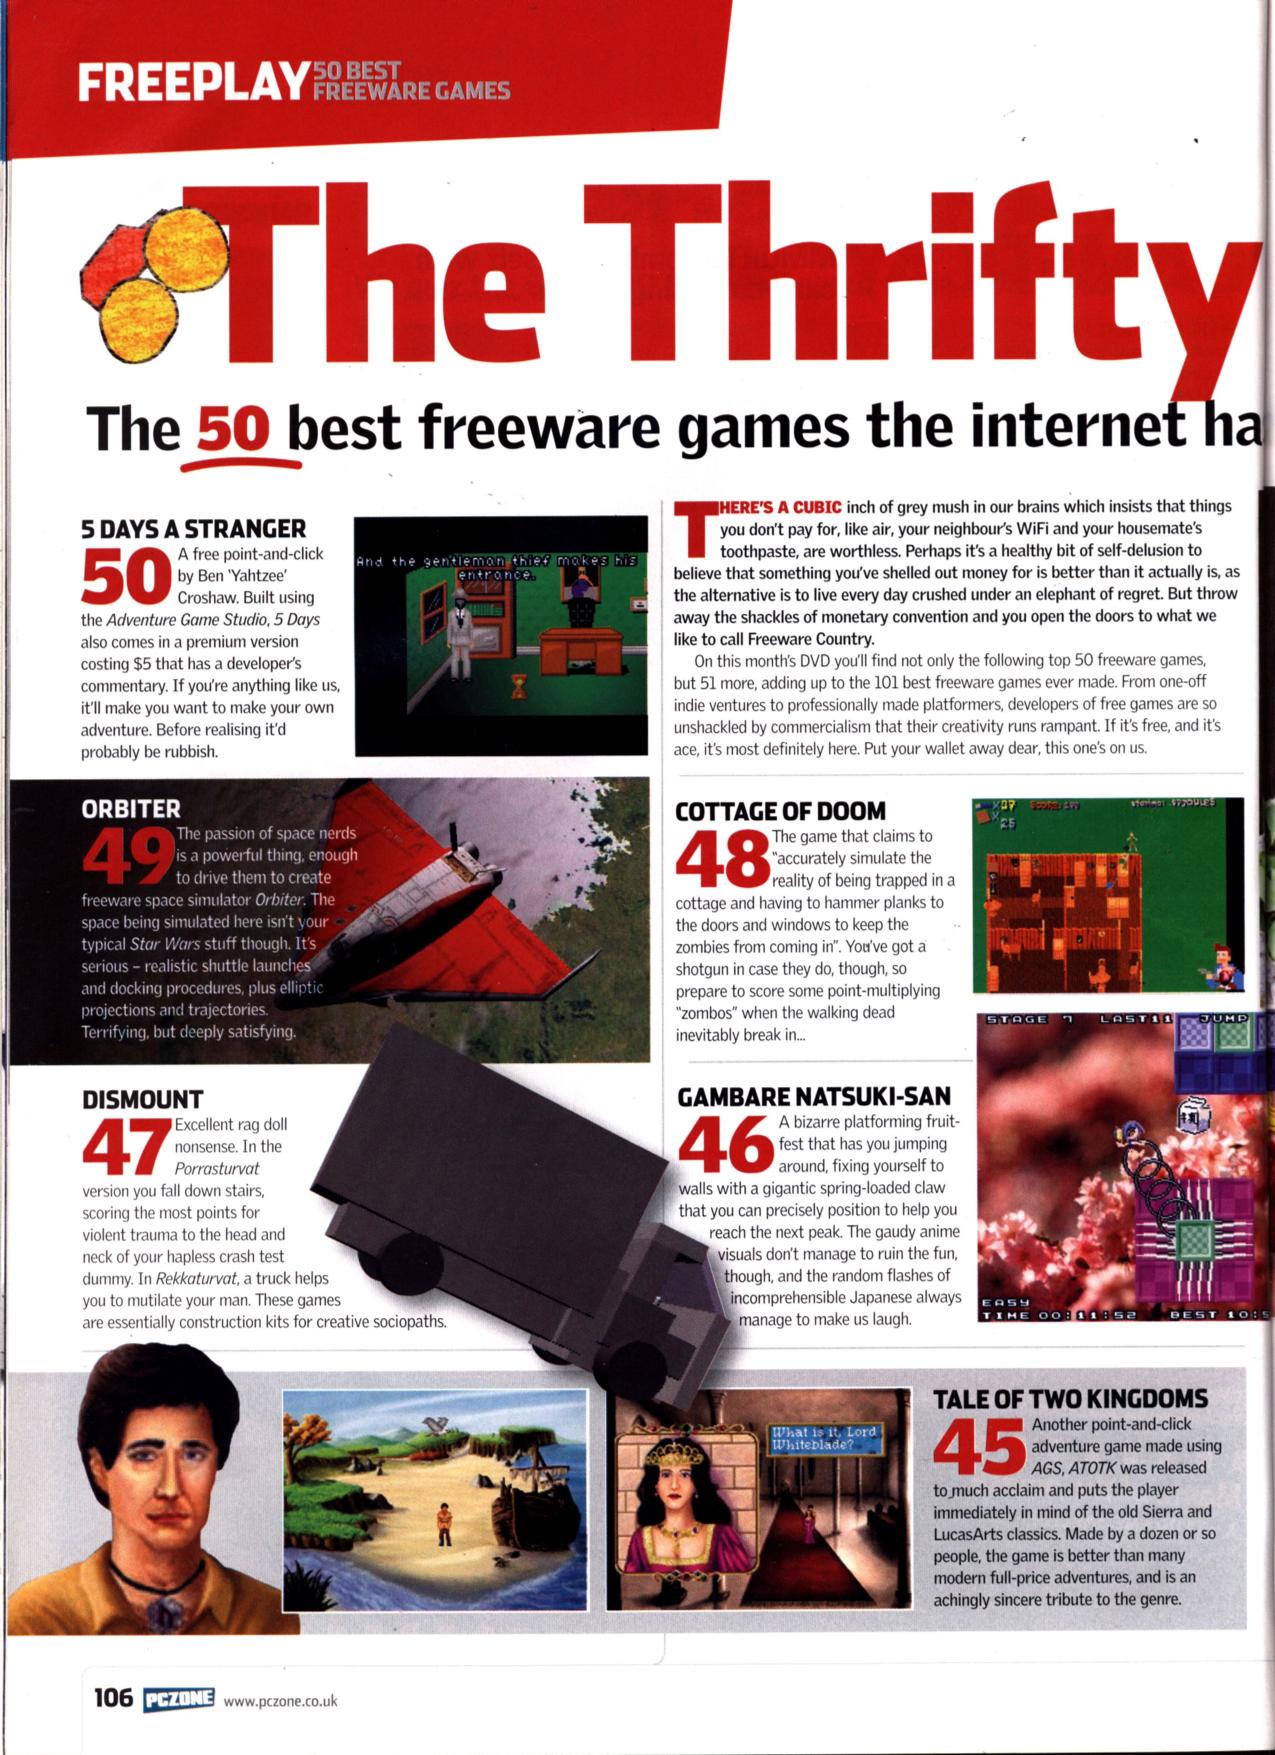 FREEPLAY 50 BEST
FREEWARE GAMES
The Thrifty
The 50 best freeware games the internet ha
5 DAYS A STRANGER
50 A free point-and-click
by Ben 'Yahtzee'
Croshaw. Built using
the Adventure Game Studio, 5 Days
also comes in a premium version
costing $5 that has a developer's
commentary. If you're anything like us,
it'll make you want to make your own
adventure. Before realising it'd
probably be rubbish.
And the gentleman thief makes his
entrance.
THERE'S A CUBIC inch of grey mush in our brains which insists that things
you don't pay for, like air, your neighbour's WiFi and your housemate's
toothpaste, are worthless. Perhaps it's a healthy bit of self-delusion to
believe that something you've shelled out money for is better than it actually is, as
the alternative is to live every day crushed under an elephant of regret. But throw
away the shackles of monetary convention and you open the doors to what we
like to call Freeware Country.
On this month's DVD you'll find not only the following top 50 freeware games,
but 51 more, adding up to the 101 best freeware games ever made. From one-off
indie ventures to professionally made platformers, developers of free games are so
unshackled by commercialism that their creativity runs rampant. If it's free, and it's
ace, it's most definitely here. Put your wallet away dear, this one's on us.
ORBITER
49 The passion of space nerds
is a powerful thing, enough
to drive them to create
freeware space simulator Orbiter. The
space being simulated here isn't your
typical Star Wars stuff though. It's
serious – realistic shuttle launches
and docking procedures, plus elliptic
projections and trajectories.
Terrifying, but deeply satisfying.
COTTAGE OF DOOM
48 The game that claims to
"accurately simulate the
reality of being trapped in a
cottage and having to hammer planks to
the doors and windows to keep the
zombies from coming in". You've got a
shotgun in case they do, though, so
prepare to score some point-multiplying
"zombos" when the walking dead
inevitably break in...
DISMOUNT
47 Excellent rag doll
nonsense. In the
Porrasturvat
version you fall down stairs,
scoring the most points for
violent trauma to the head and
neck of your hapless crash test
dummy. In Rekkaturvat, a truck helps
you to mutilate your man. These games
are essentially construction kits for creative sociopaths.
GAMBARE NATSUKI-SAN
46 A bizarre platforming fruit-
fest that has you jumping
around, fixing yourself to
walls with a gigantic spring-loaded claw
that you can precisely position to help you
reach the next peak. The gaudy anime
visuals don't manage to ruin the fun,
though, and the random flashes of
incomprehensible Japanese always
manage to make us laugh.
STAGE 7 LAST11 JUMP
EASY
TIME 00:11:52 BEST 10:5
What is it, Lord
Whiteblade?
TALE OF TWO KINGDOMS
45 Another point-and-click
adventure game made using
AGS, ATOTK was released
to much acclaim and puts the player
immediately in mind of the old Sierra and
LucasArts classics. Made by a dozen or so
people, the game is better than many
modern full-price adventures, and is an
achingly sincere tribute to the genre.
106 PCZONE www.pczone.co.uk